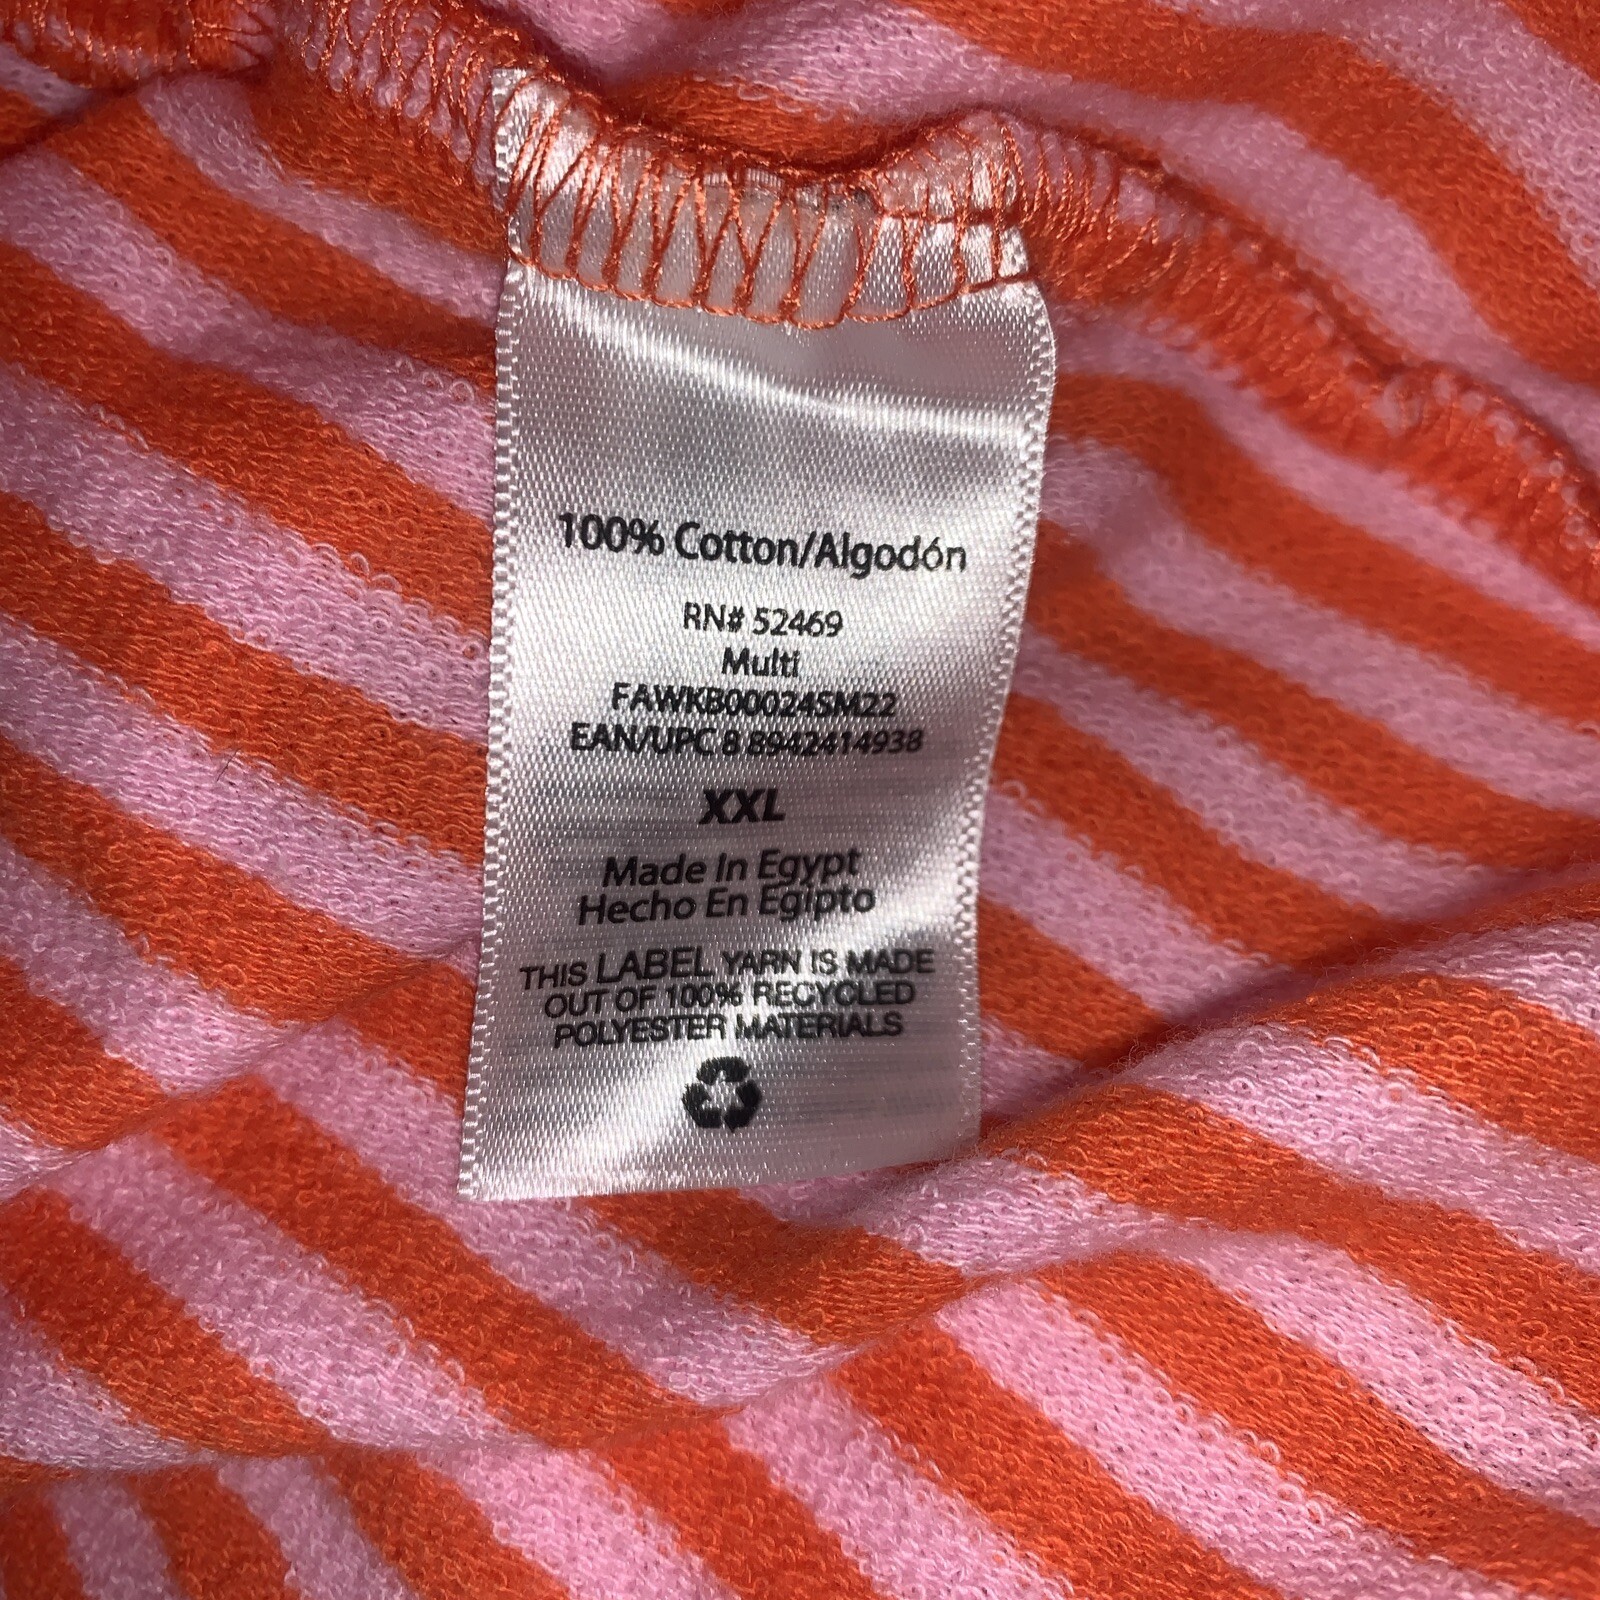 100% Cotton/Algodón
RN# 52469
Multi
FAWKB00024SM22
EAN/UPC 8 8942414938
XXL
Made In Egypt
Hecho En Egipto
THIS LABEL YARN IS MADE
OUT OF 100% RECYCLED
POLYESTER MATERIALS